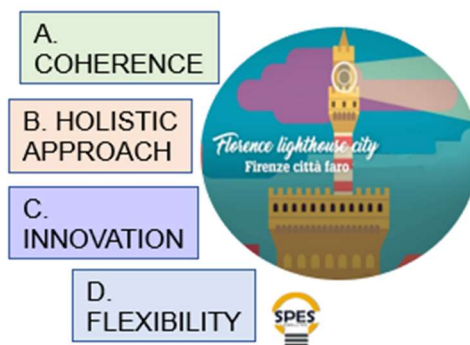 A.
COHERENCE
B. HOLISTIC
APPROACH
C.
INNOVATION
D.
FLEXIBILITY
Florence lighthouse city
Firenze città faro
SPES